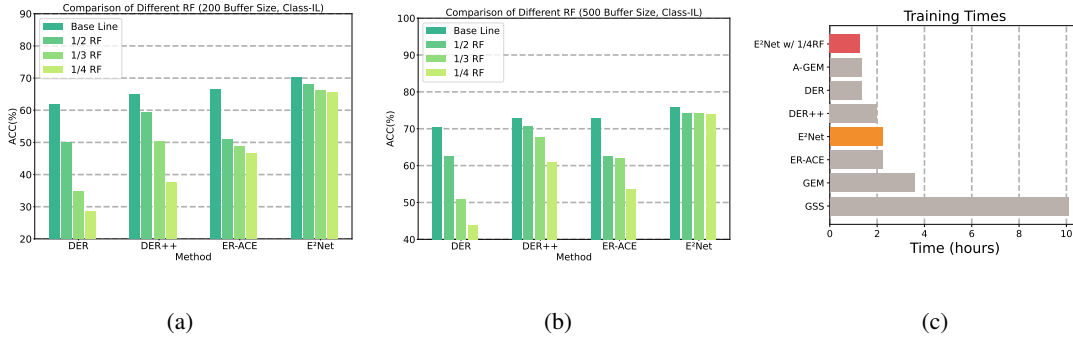 Comparison of Different RF (200 Buffer Size, Class-IL)
90
80
70
60
50
40
30
20
ACC(%)
Base Line
1/2 RF
1/3 RF
1/4 RF
DER
DER++
ER-ACE
E²Net
Method
(a)
Comparison of Different RF (500 Buffer Size, Class-IL)
100
90
80
70
60
50
40
ACC(%)
Base Line
1/2 RF
1/3 RF
1/4 RF
DER
DER++
ER-ACE
E²Net
Method
(b)
Training Times
E²Net w/ 1/4RF
A-GEM
DER
DER++
E²Net
ER-ACE
GEM
GSS
0 2 4 6 8 10
Time (hours)
(c)